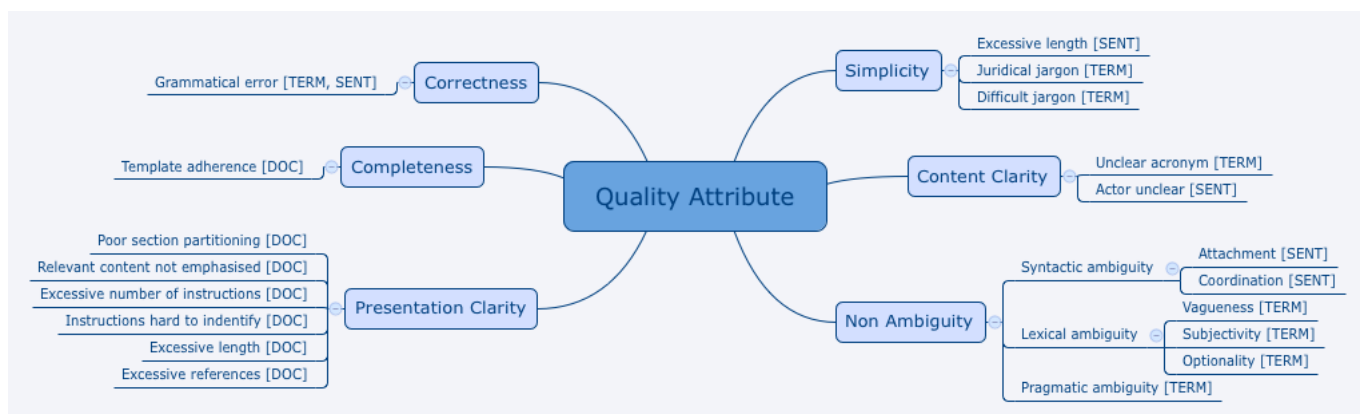 Quality Attribute
Correctness
Grammatical error [TERM, SENT]
Completeness
Template adherence [DOC]
Presentation Clarity
Poor section partitioning [DOC]
Relevant content not emphasised [DOC]
Excessive number of instructions [DOC]
Instructions hard to indentify [DOC]
Excessive length [DOC]
Excessive references [DOC]
Simplicity
Excessive length [SENT]
Juridical jargon [TERM]
Difficult jargon [TERM]
Content Clarity
Unclear acronym [TERM]
Actor unclear [SENT]
Non Ambiguity
Syntactic ambiguity
Attachment [SENT]
Coordination [SENT]
Lexical ambiguity
Vagueness [TERM]
Subjectivity [TERM]
Optionality [TERM]
Pragmatic ambiguity [TERM]